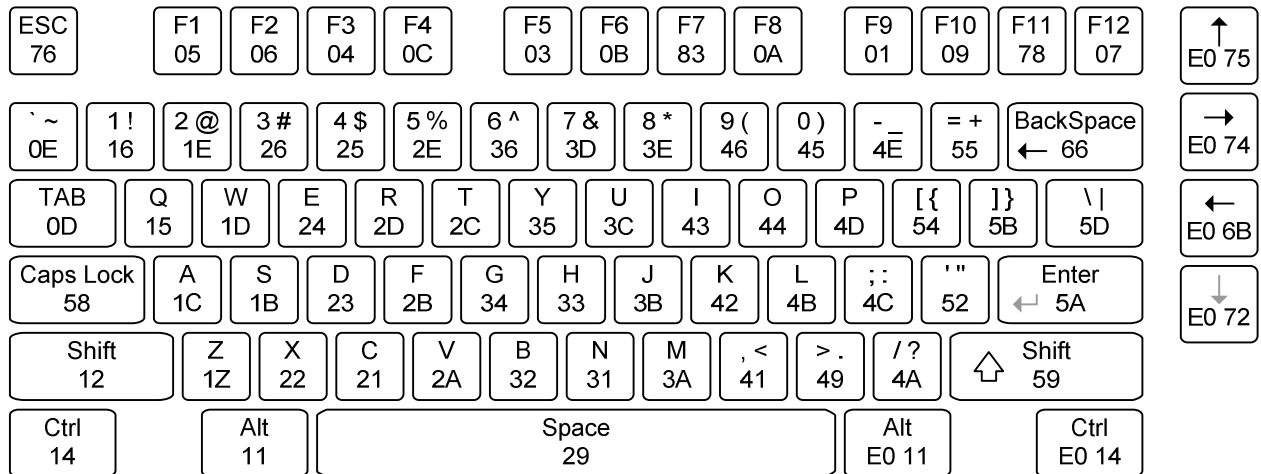 ESC F1 F2 F3 F4 F5 F6 F7 F8 F9 F10 F11 F12
76 05 06 04 0C 03 0B 83 0A 01 09 78 07
E0 75
` ~ 1 ! 2 @ 3 # 4 $ 5 % 6 ^ 7 & 8 * 9 ( 0 ) - _ = + BackSpace
0E 16 1E 26 25 2E 36 3D 3E 46 45 4E 55 66
E0 74
TAB Q W E R T Y U I O P [ { ] } \ |
0D 15 1D 24 2D 2C 35 3C 43 44 4D 54 5B 5D
E0 6B
Caps Lock A S D F G H J K L ; : ' " Enter
58 1C 1B 23 2B 34 33 3B 42 4B 4C 52 5A
E0 72
Shift Z X C V B N M , < > . / ? Shift
12 1Z 22 21 2A 32 31 3A 41 49 4A 59
Ctrl Alt Space Alt Ctrl
14 11 29 E0 11 E0 14